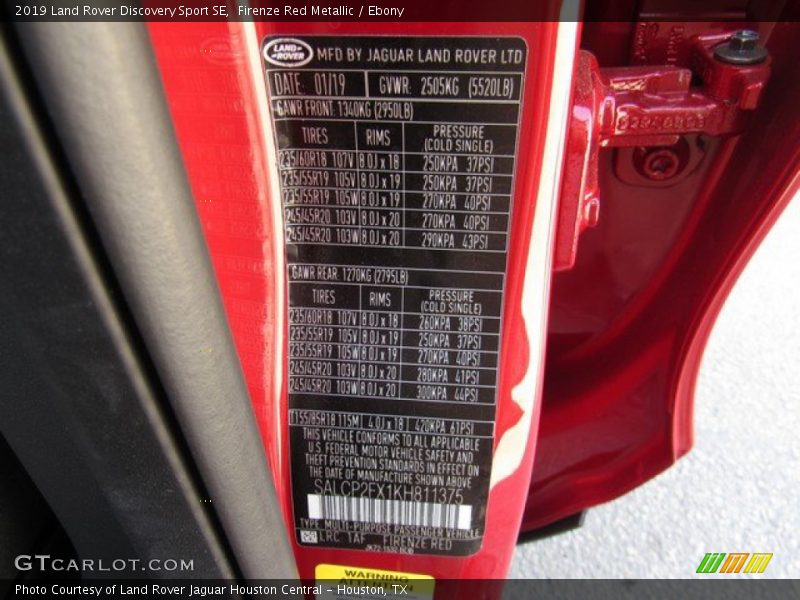 2019 Land Rover Discovery Sport SE,  Firenze Red Metallic / Ebony
LAND-ROVER MFD BY JAGUAR LAND ROVER LTD
DATE: 01/19 GVWR: 2505KG (5520LB)
GAWR FRONT: 1340KG (2950LB)
TIRES RIMS PRESSURE (COLD SINGLE)
235/60R18 107V 8.0J x 18 250KPA 37PSI
235/55R19 105V 8.0J x 19 250KPA 37PSI
235/55R19 105W 8.0J x 19 270KPA 40PSI
245/45R20 103V 8.0J x 20 270KPA 40PSI
245/45R20 103W 8.0J x 20 290KPA 43PSI
GAWR REAR: 1270KG (2795LB)
TIRES RIMS PRESSURE (COLD SINGLE)
235/60R18 107V 8.0J x 18 260KPA 38PSI
235/55R19 105V 8.0J x 19 250KPA 37PSI
235/55R19 105W 8.0J x 19 270KPA 40PSI
245/45R20 103V 8.0J x 20 280KPA 41PSI
245/45R20 103W 8.0J x 20 300KPA 44PSI
T155/85R18 115M 4.0J x 18 420KPA 61PSI
THIS VEHICLE CONFORMS TO ALL APPLICABLE
U.S. FEDERAL MOTOR VEHICLE SAFETY AND
THEFT PREVENTION STANDARDS IN EFFECT ON
THE DATE OF MANUFACTURE SHOWN ABOVE
SALCP2FX1KH811375
TYPE: MULTI-PURPOSE PASSENGER VEHICLE
LRC 1AF FIRENZE RED
WARNING
GTCARLOT.COM
Photo Courtesy of Land Rover Jaguar Houston Central - Houston, TX